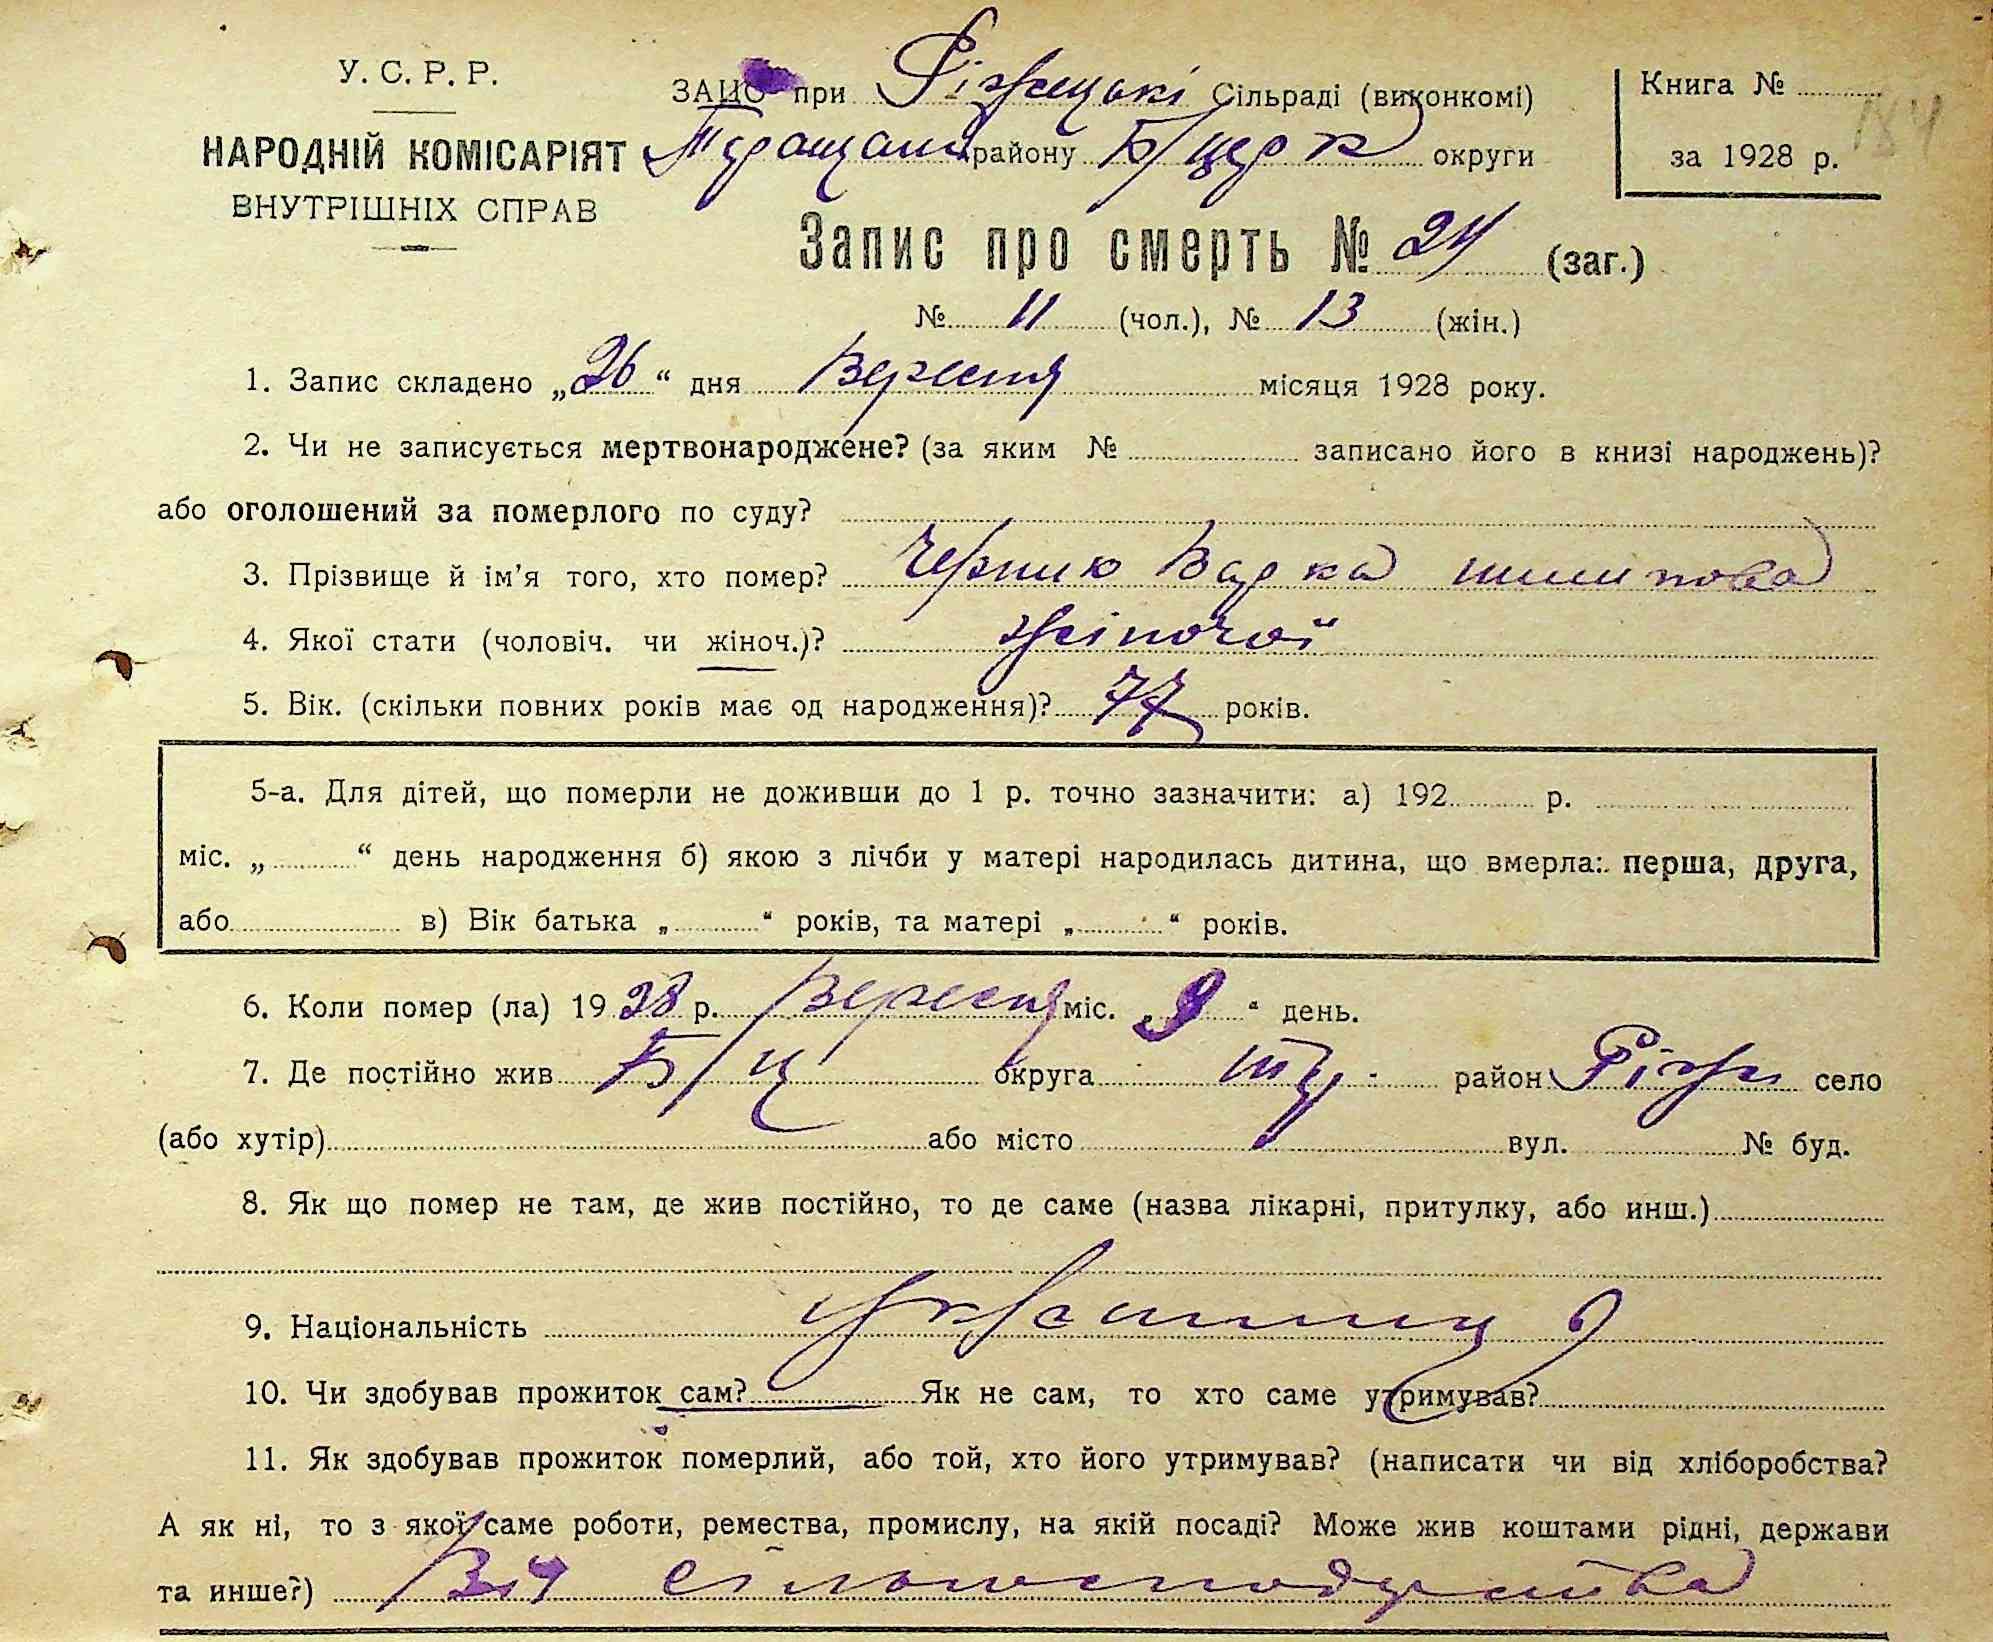 У. С. Р. Р.
НАРОДНІЙ КОМІСАРІЯТ
ВНУТРІШНІХ СПРАВ
ЗАЦС при Ріжецькі Сільраді (виконкомі)
району Б/Церк округи
Книга №
184
за 1928 р.
Запис про смерть № 24 (заг.)
№ 11 (чол.), № 13 (жін.)
1. Запис складено „26“ дня Вересня місяця 1928 року.
2. Чи не записується мертвонароджене? (за яким № записано його в книзі народжень)?
або оголошений за померлого по суду?
3. Прізвище й ім'я того, хто помер? Варка
4. Якої стати (чоловіч. чи жіноч.)? жіночої
5. Вік. (скільки повних років має од народження)? 77 років.
5-а. Для дітей, що померли не доживши до 1 р. точно зазначити: а) 192 р.
міс. „ “ день народження б) якою з лічби у матері народилась дитина, що вмерла: перша, друга,
або в) Вік батька „ “ років, та матері „ “ років.
6. Коли помер (ла) 1928 р. Вересня міс. „9“ день.
7. Де постійно жив Б/Ц округа Тар. район Ріжки село
(або хутір) або місто вул. № буд.
8. Як що помер не там, де жив постійно, то де саме (назва лікарні, притулку, або инш.)
9. Національність
10. Чи здобував прожиток сам? Як не сам, то хто саме утримував?
11. Як здобував прожиток померлий, або той, хто його утримував? (написати чи від хліборобства?
А як ні, то з якої саме роботи, ремества, промислу, на якій посаді? Може жив коштами рідні, держави
та инше?) Від